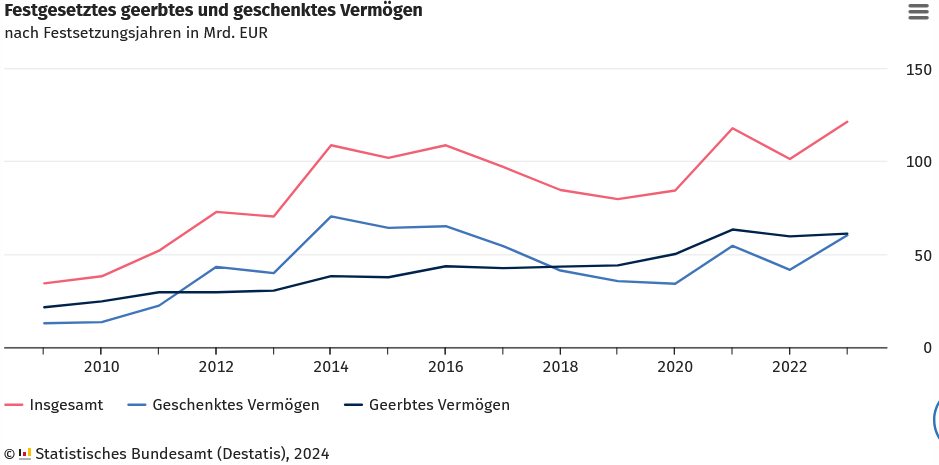 Festgesetztes geerbtes und geschenktes Vermögen
nach Festsetzungsjahren in Mrd. EUR
150
100
50
0
2010 2012 2014 2016 2018 2020 2022
Insgesamt Geschenktes Vermögen Geerbtes Vermögen
© Statistisches Bundesamt (Destatis), 2024